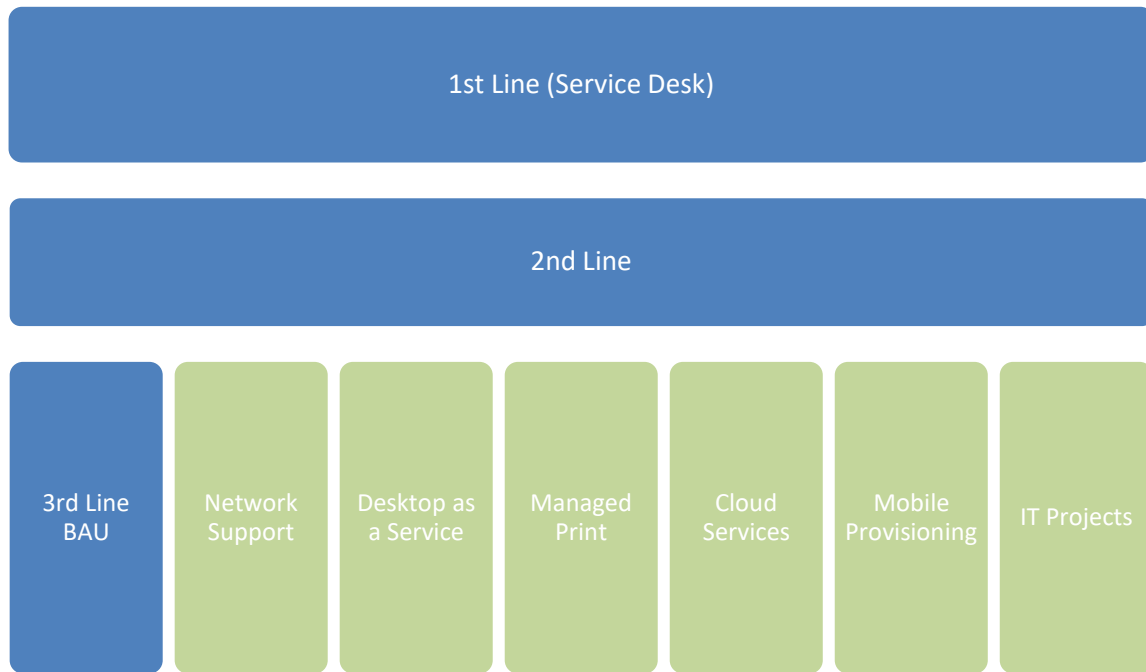 1st Line (Service Desk)
2nd Line
3rd Line
BAU
Network
Support
Desktop as
a Service
Managed
Print
Cloud
Services
Mobile
Provisioning
IT Projects